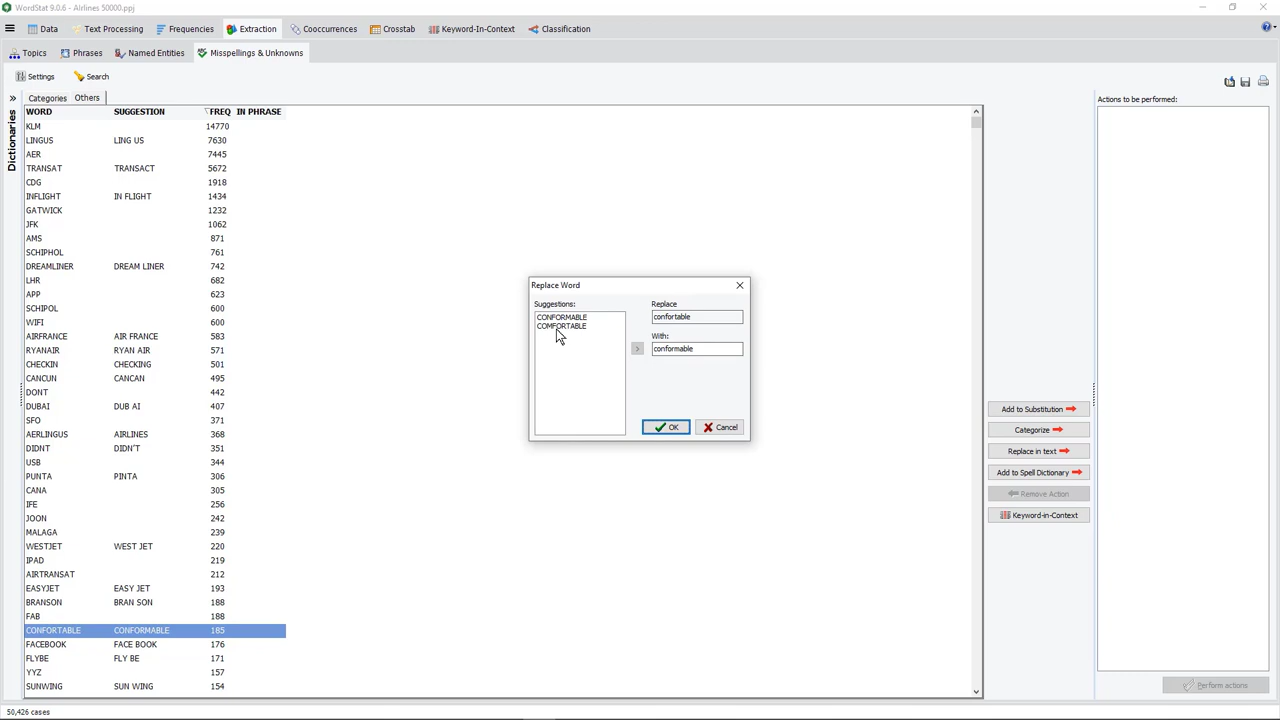 WordStat 9.0.6 - Airlines 50000.ppj
Data Text Processing Frequencies Extraction Cooccurrences Crosstab Keyword-In-Context Classification
Topics Phrases Named Entities Misspellings & Unknowns
Settings Search
Categories Others
Dictionaries
WORD SUGGESTION FREQ IN PHRASE
KLM 14770
LINGUS LING US 7630
AER 7445
TRANSAT TRANSACT 5672
CDG 1918
INFLIGHT IN FLIGHT 1434
GATWICK 1232
JFK 1062
AMS 871
SCHIPHOL 761
DREAMLINER DREAM LINER 742
LHR 682
APP 623
SCHIPOL 600
WIFI 600
AIRFRANCE AIR FRANCE 583
RYANAIR RYAN AIR 571
CHECKIN CHECKING 501
CANCUN CANCAN 495
DONT 442
DUBAI DUB AI 407
SFO 371
AERLINGUS AIRLINES 368
DIDNT DIDN'T 351
USB 344
PUNTA PINTA 306
CANA 305
IFE 256
JOON 242
MALAGA 239
WESTJET WEST JET 220
IPAD 219
AIRTRANSAT 212
EASYJET EASY JET 193
BRANSON BRAN SON 188
FAB 188
CONFORTABLE CONFORMABLE 185
FACEBOOK FACE BOOK 176
FLYBE FLY BE 171
YYZ 157
SUNWING SUN WING 154
Replace Word
Suggestions:
CONFORMABLE
COMFORTABLE
Replace
confortable
With:
conformable
OK Cancel
Add to Substitution
Categorize
Replace in text
Add to Spell Dictionary
Remove Action
Keyword-in-Context
Actions to be performed:
Perform actions
50,426 cases